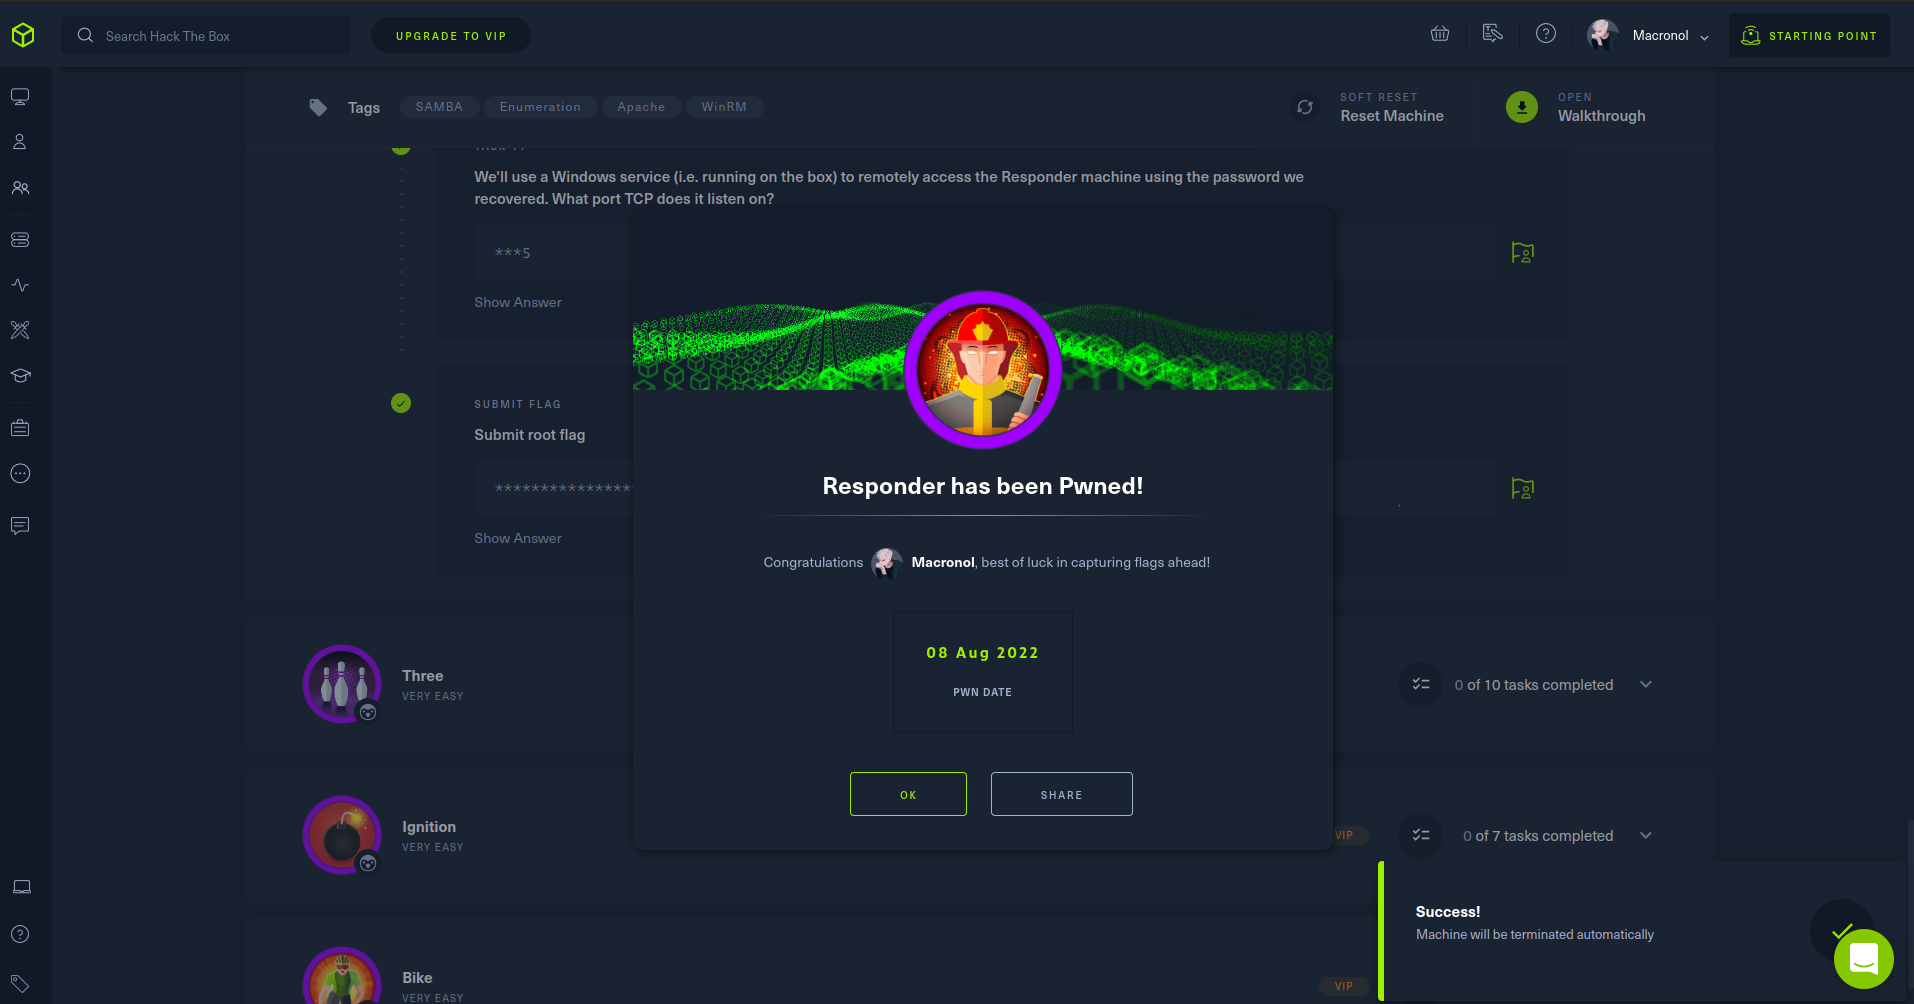 Search Hack The Box
UPGRADE TO VIP
Macronol
STARTING POINT
Tags
SAMBA
Enumeration
Apache
WinRM
SOFT RESET
Reset Machine
OPEN
Walkthrough
We'll use a Windows service (i.e. running on the box) to remotely access the Responder machine using the password we
recovered. What port TCP does it listen on?
***5
Show Answer
SUBMIT FLAG
Submit root flag
****************
Show Answer
Responder has been Pwned!
Congratulations Macronol, best of luck in capturing flags ahead!
08 Aug 2022
PWN DATE
OK
SHARE
Three
VERY EASY
0 of 10 tasks completed
Ignition
VERY EASY
VIP
0 of 7 tasks completed
Bike
VERY EASY
VIP
Success!
Machine will be terminated automatically